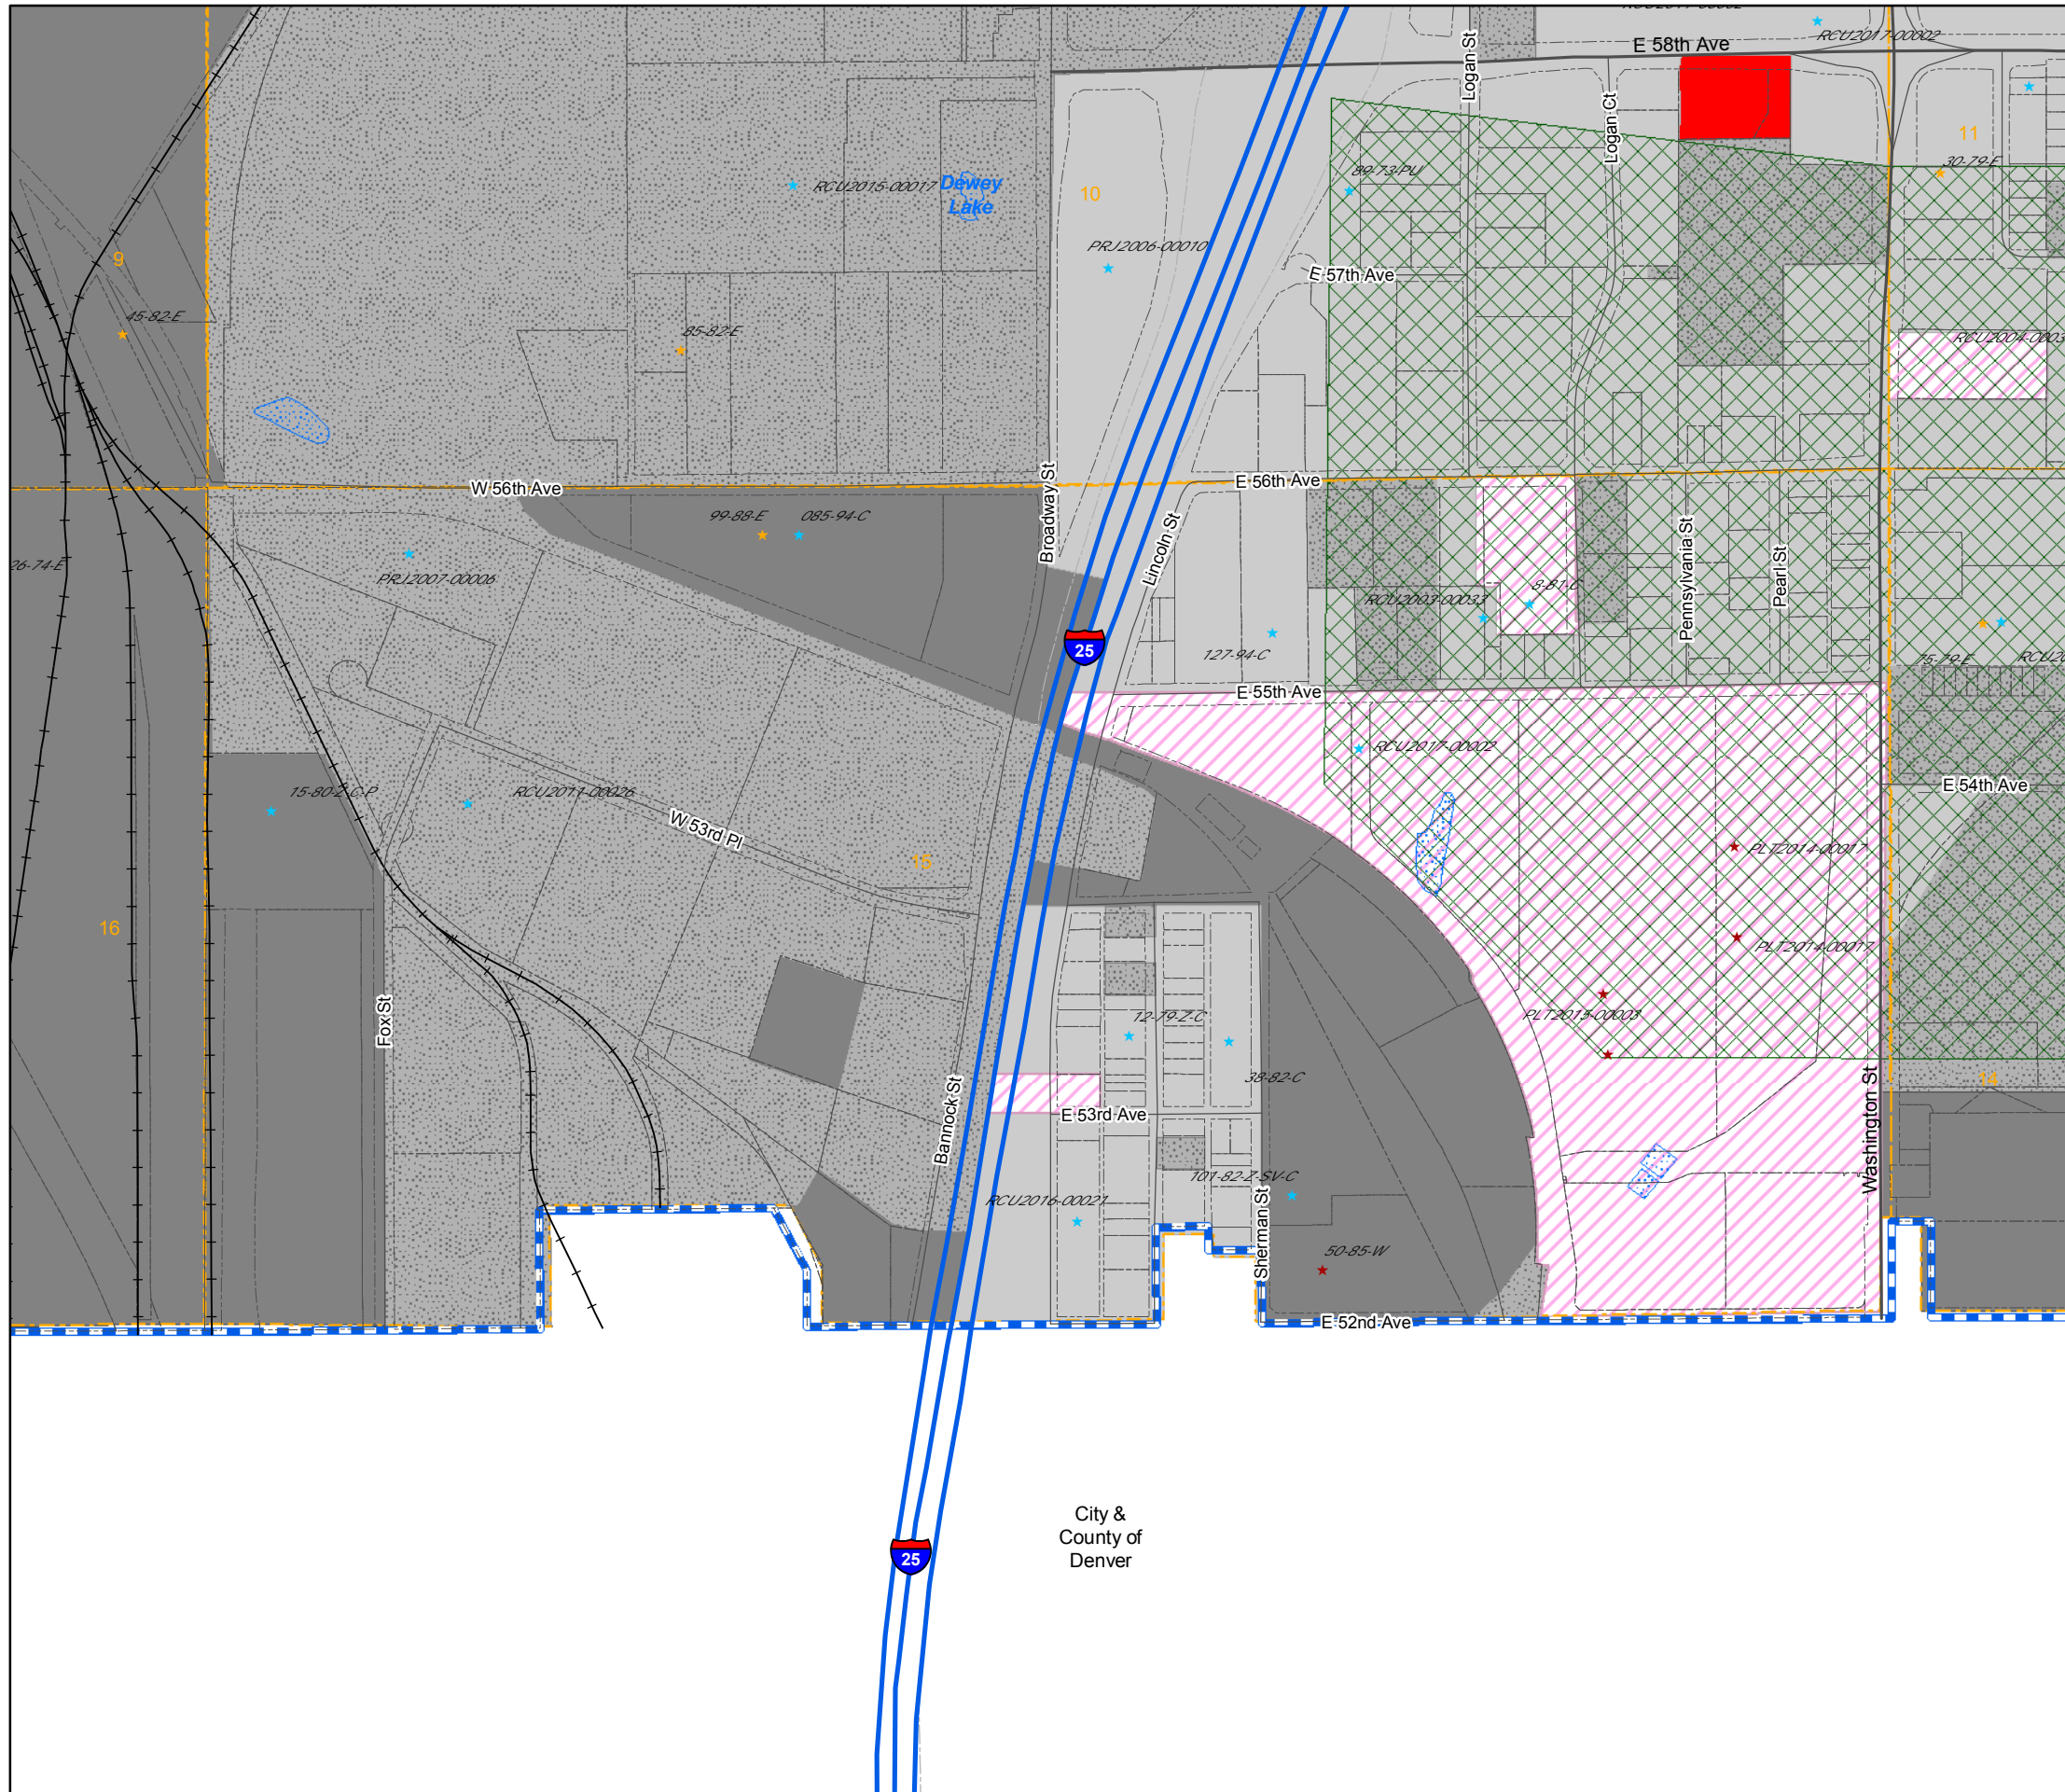 E 58th Ave
RCU2017-00002
Logan St
Logan Ct
11
30-79-E
89-73-PU
RCU2015-00017
Dewey
Lake
10
PRJ2006-00010
9
E 57th Ave
45-82-E
85-82-E
W 56th Ave
E 56th Ave
Broadway St
Lincoln St
99-88-E
085-94-C
26-74-E
PRJ2007-00006
RCU2003-00033
8-81-C
Pennsylvania St
Pearl St
25
127-94-C
75-79-E
E 55th Ave
RCU2017-00002
15-80-Z-C-P
RCU2011-00026
W 53rd Pl
15
E 54th Ave
PLT2014-00017
16
PLT2014-00017
Fox St
12-79-Z-C
PLT2015-00003
38-82-C
14
Bannock St
E 53rd Ave
Washington St
RCU2016-00021
101-82-Z-SV-C
Sherman St
50-85-W
E 52nd Ave
City &
County of
Denver
25